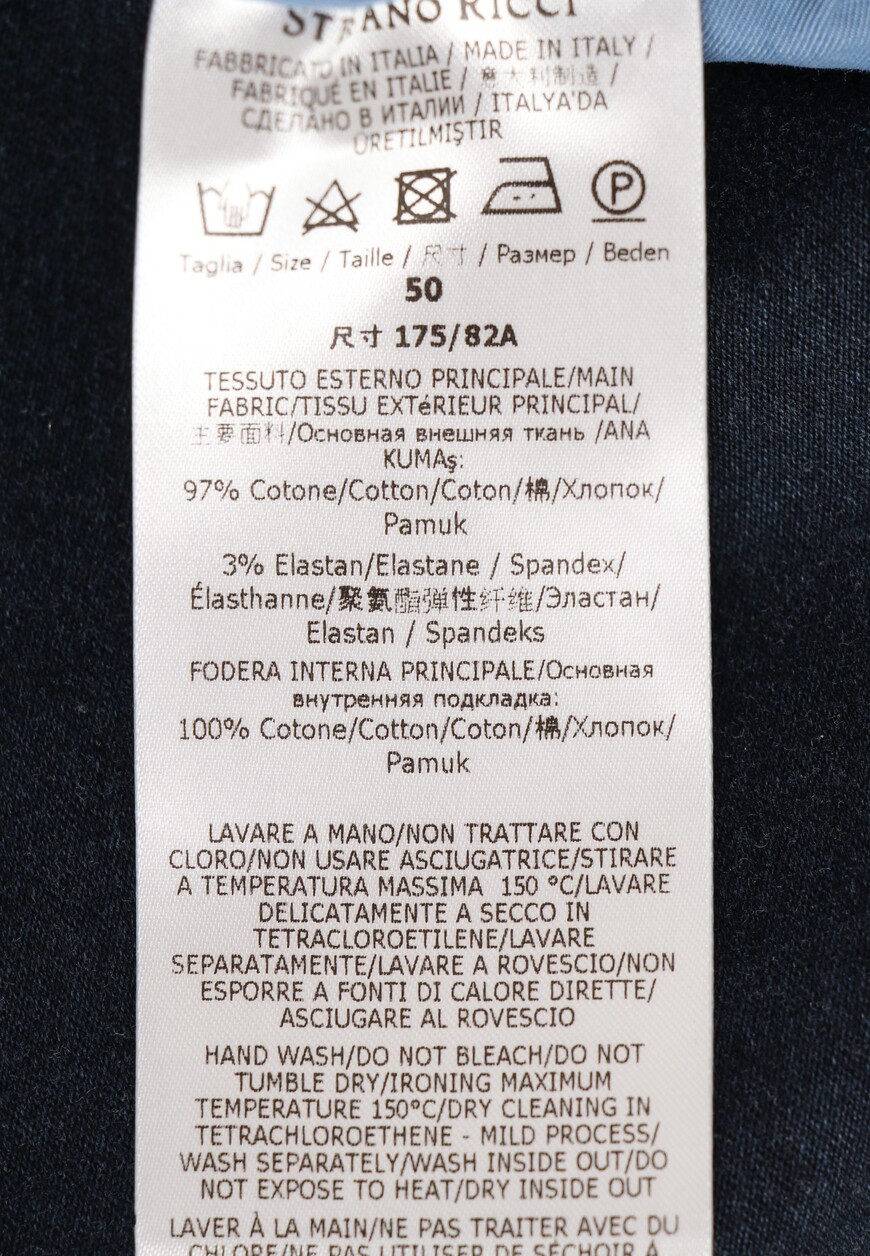 STEFANO RICCI
FABBRICATO IN ITALIA / MADE IN ITALY /
FABRIQUÉ EN ITALIE / 意大利制造 /
СДЕЛАНО В ИТАЛИИ / ITALYA'DA
ÜRETILMIŞTIR
P
Taglia / Size / Taille / 尺寸 / Размер / Beden
50
尺寸 175/82A
TESSUTO ESTERNO PRINCIPALE/MAIN
FABRIC/TISSU EXTéRIEUR PRINCIPAL/
主要面料/Основная внешняя ткань /ANA
KUMAş:
97% Cotone/Cotton/Coton/棉/Хлопок/
Pamuk
3% Elastan/Elastane / Spandex/
Élasthanne/聚氨酯弹性纤维/Эластан/
Elastan / Spandeks
FODERA INTERNA PRINCIPALE/Основная
внутренняя подкладка:
100% Cotone/Cotton/Coton/棉/Хлопок/
Pamuk
LAVARE A MANO/NON TRATTARE CON
CLORO/NON USARE ASCIUGATRICE/STIRARE
A TEMPERATURA MASSIMA 150 °C/LAVARE
DELICATAMENTE A SECCO IN
TETRACLOROETILENE/LAVARE
SEPARATAMENTE/LAVARE A ROVESCIO/NON
ESPORRE A FONTI DI CALORE DIRETTE/
ASCIUGARE AL ROVESCIO
HAND WASH/DO NOT BLEACH/DO NOT
TUMBLE DRY/IRONING MAXIMUM
TEMPERATURE 150°C/DRY CLEANING IN
TETRACHLOROETHENE - MILD PROCESS/
WASH SEPARATELY/WASH INSIDE OUT/DO
NOT EXPOSE TO HEAT/DRY INSIDE OUT
LAVER À LA MAIN/NE PAS TRAITER AVEC DU
CHLORE/NE PAS UTILISER DE SÉCHOIR À